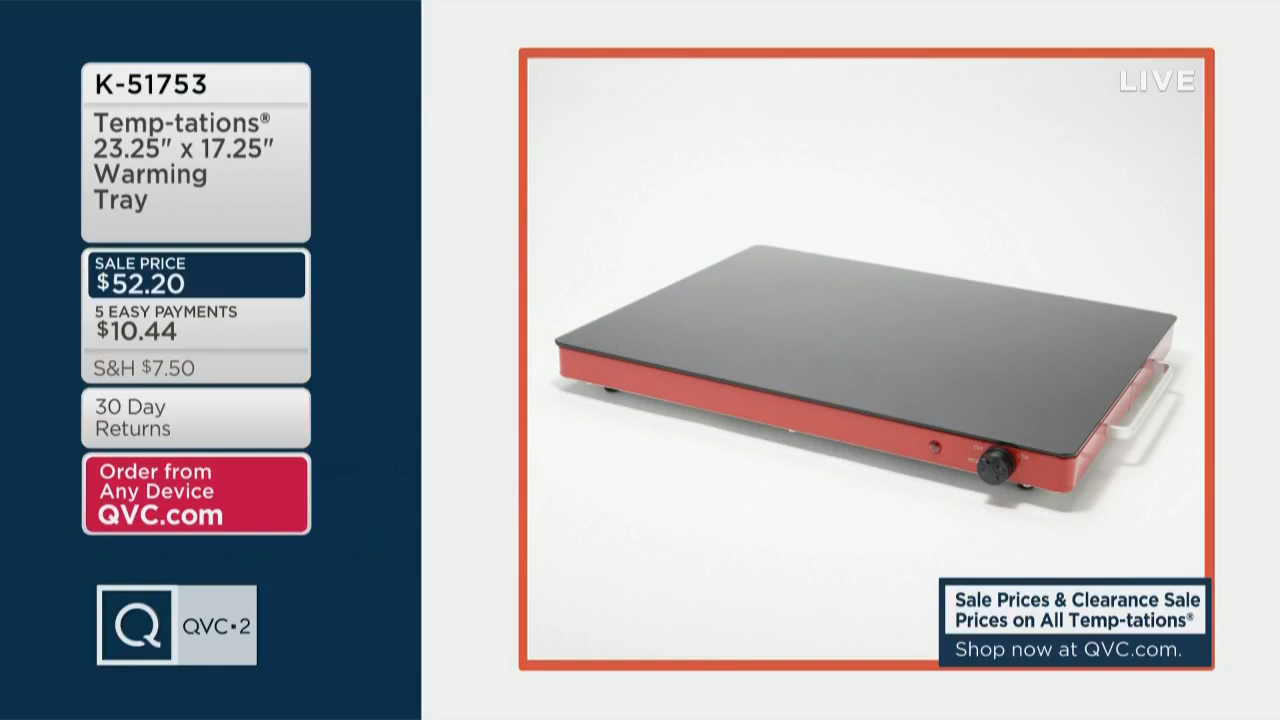 K-51753
Temp-tations®
23.25" x 17.25"
Warming
Tray
SALE PRICE
$52.20
5 EASY PAYMENTS
$10.44
S&H $7.50
30 Day
Returns
Order from
Any Device
QVC.com
Q QVC•2
LIVE
Sale Prices & Clearance Sale
Prices on All Temp-tations®
Shop now at QVC.com.